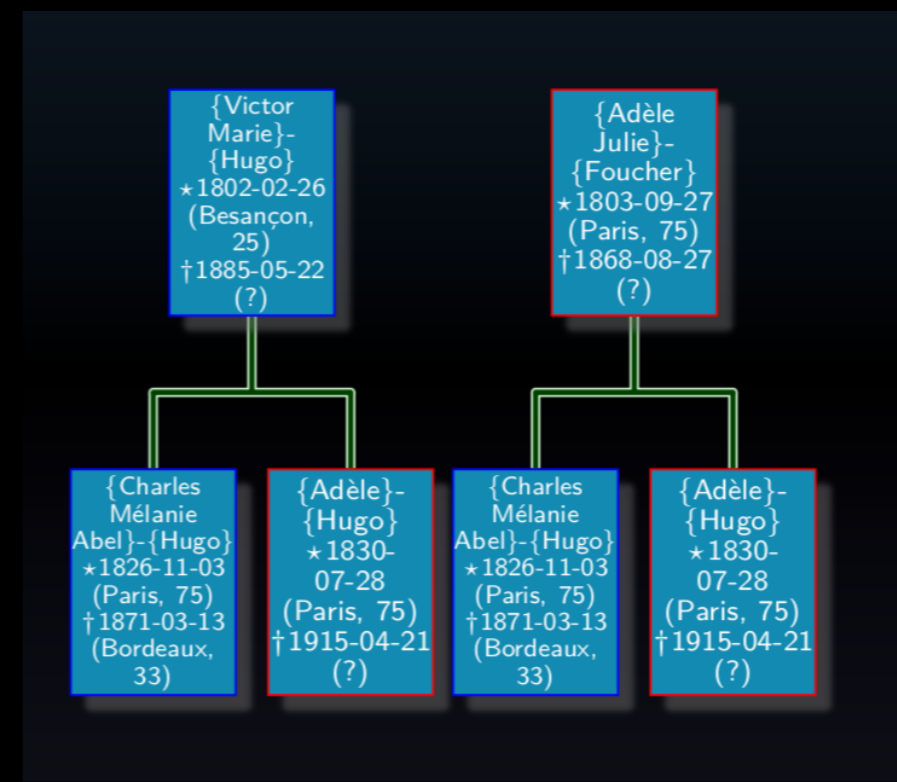 {Victor
Marie}-
{Hugo}
⋆1802-02-26
(Besançon,
25)
†1885-05-22
(?)
{Adèle
Julie}-
{Foucher}
⋆1803-09-27
(Paris, 75)
†1868-08-27
(?)
{Charles
Mélanie
Abel}-{Hugo}
⋆1826-11-03
(Paris, 75)
†1871-03-13
(Bordeaux,
33)
{Adèle}-
{Hugo}
⋆1830-
07-28
(Paris, 75)
†1915-04-21
(?)
{Charles
Mélanie
Abel}-{Hugo}
⋆1826-11-03
(Paris, 75)
†1871-03-13
(Bordeaux,
33)
{Adèle}-
{Hugo}
⋆1830-
07-28
(Paris, 75)
†1915-04-21
(?)